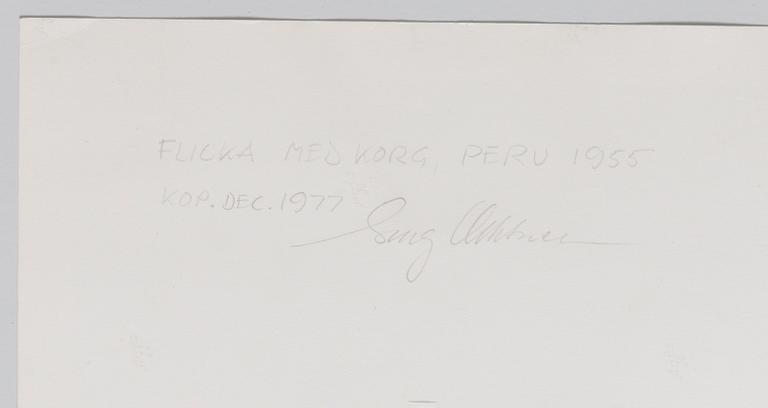 FLICKA MED KORG, PERU 1955
KOP. DEC. 1977